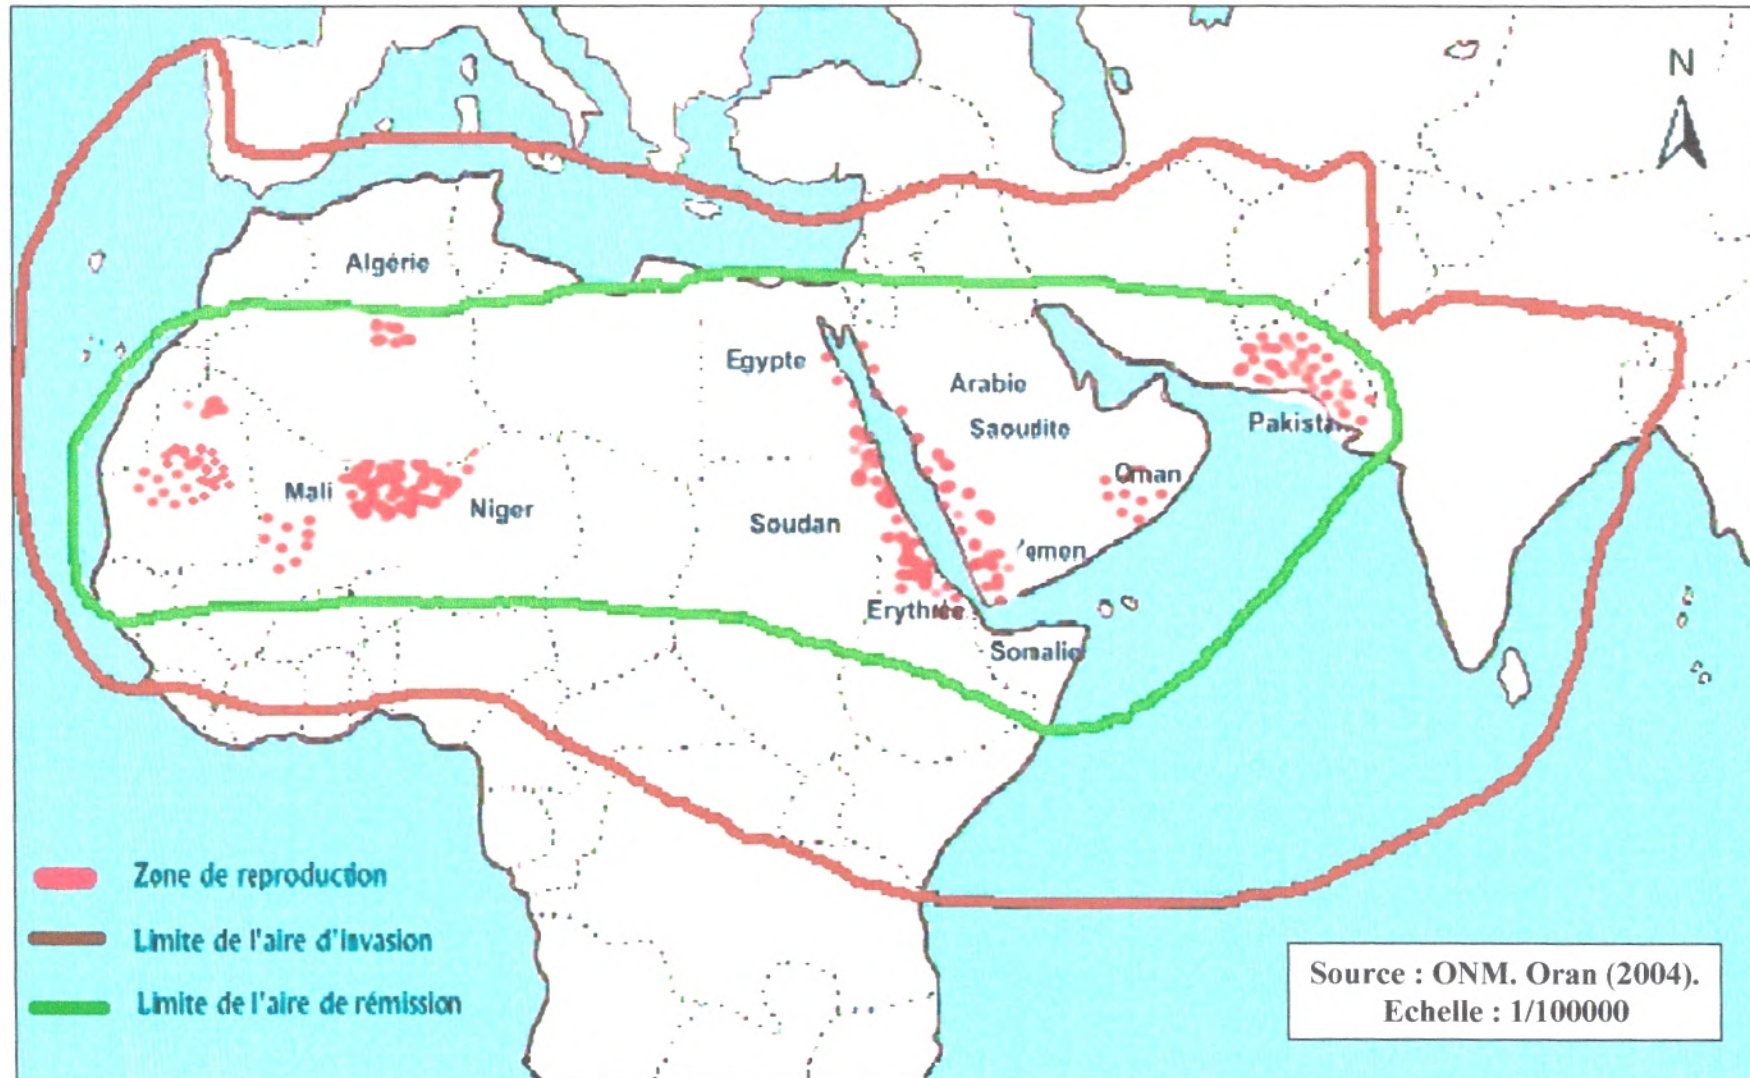 N
Algérie
Egypte
Arabie
Saoudite
Pakista
Oman
Mali
Niger
Soudan
Yemen
Erythrée
Somalie
Zone de reproduction
Limite de l'aire d'invasion
Limite de l'aire de rémission
Source : ONM. Oran (2004).
Echelle : 1/100000